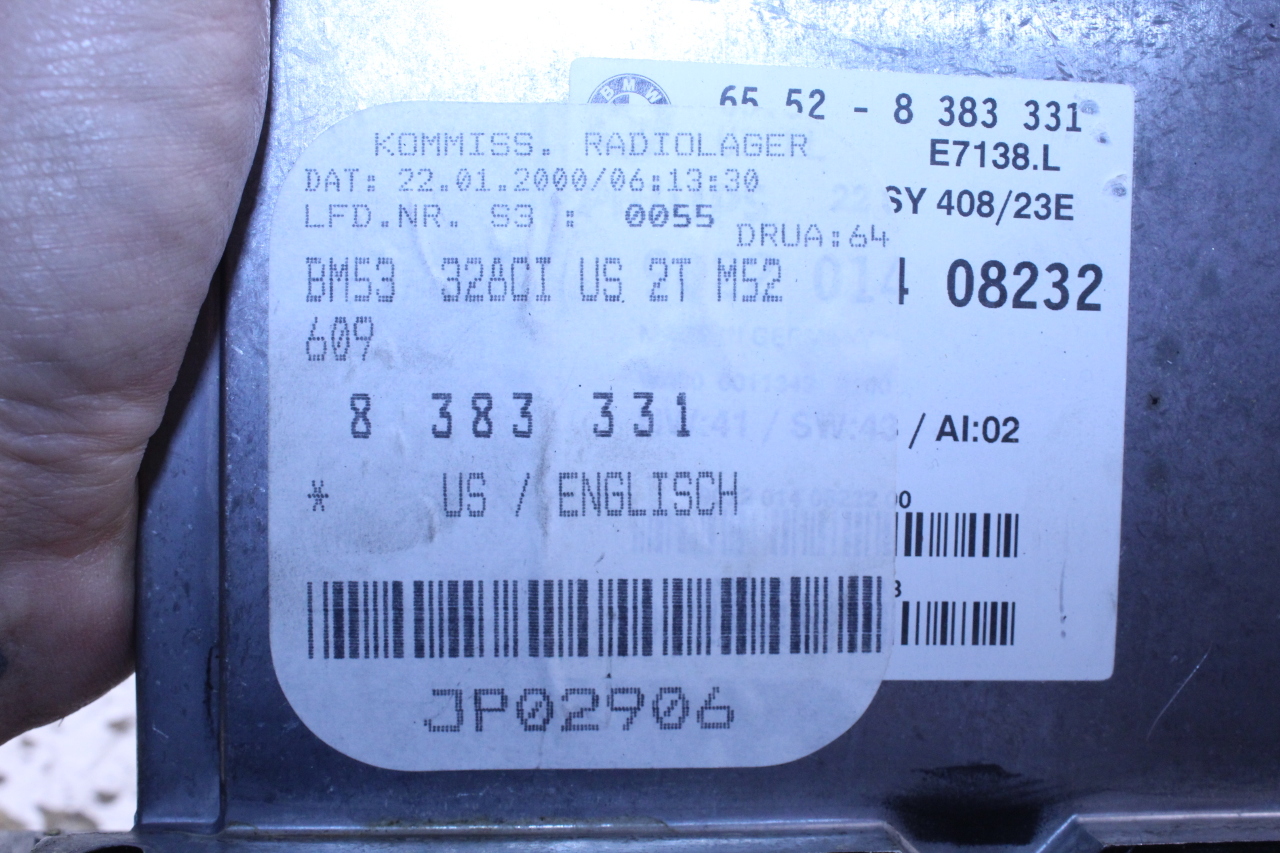 BMW
65 52 - 8 383 331
E7138.L
SY 408/23E
08232
/ AI:02
KOMMISS. RADIOLAGER
DAT: 22.01.2000/06:13:30
LFD.NR. S3 : 0055
DRUA:64
BM53 328CI US 2T M52
609
8 383 331
* US / ENGLISCH
JP02906